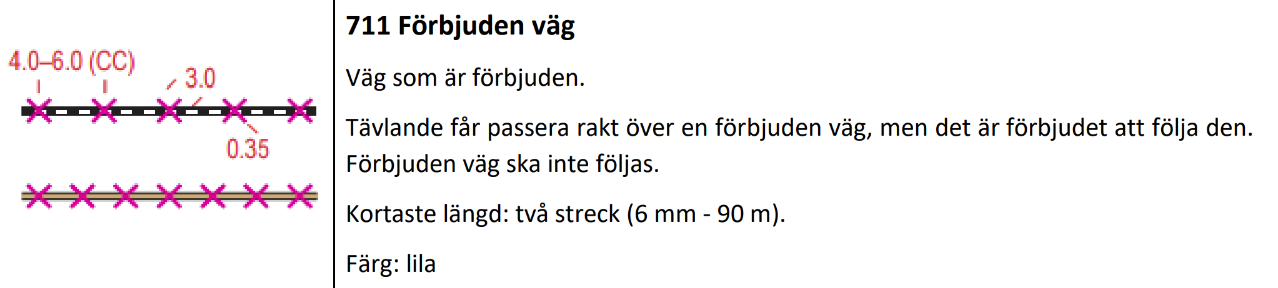 711 Förbjuden väg
4.0–6.0 (CC)
3.0
0.35
Väg som är förbjuden.
Tävlande får passera rakt över en förbjuden väg, men det är förbjudet att följa den.
Förbjuden väg ska inte följas.
Kortaste längd: två streck (6 mm - 90 m).
Färg: lila